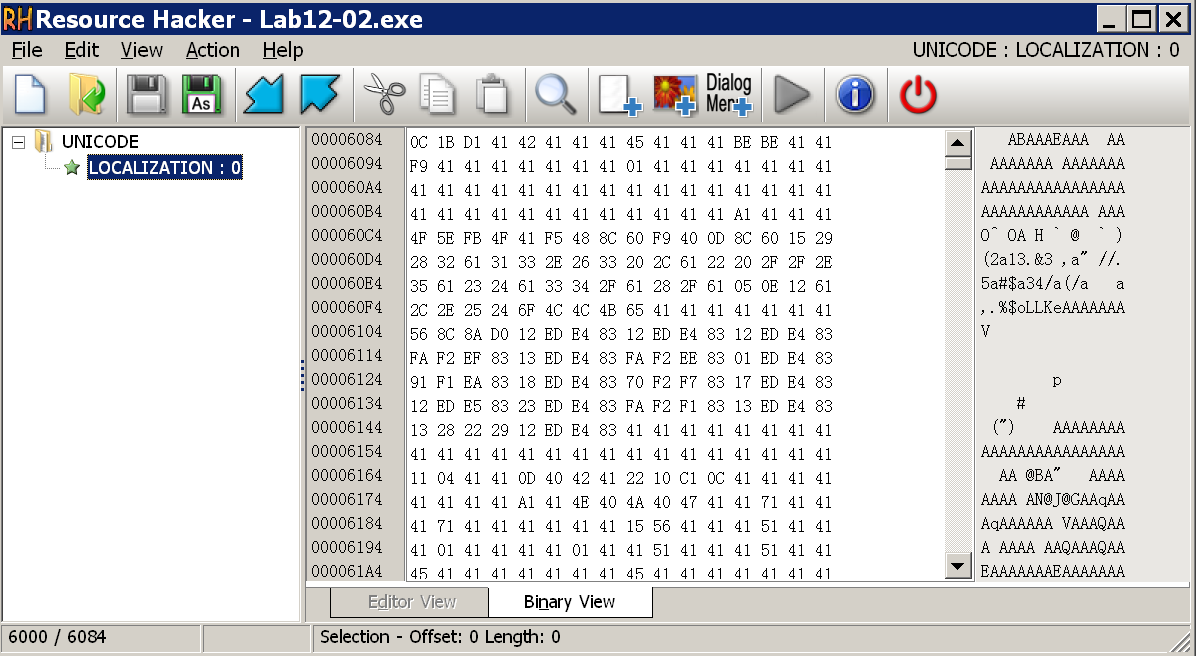 Resource Hacker - Lab12-02.exe
File Edit View Action Help UNICODE : LOCALIZATION : 0
As Dialog Menu
UNICODE
LOCALIZATION : 0
00006084 0C 1B D1 41 42 41 41 41 45 41 41 41 BE BE 41 41 ABAAAEAAA AA
00006094 F9 41 41 41 41 41 41 41 01 41 41 41 41 41 41 41 AAAAAAA AAAAAAA
000060A4 41 41 41 41 41 41 41 41 41 41 41 41 41 41 41 41 AAAAAAAAAAAAAAAA
000060B4 41 41 41 41 41 41 41 41 41 41 41 41 A1 41 41 41 AAAAAAAAAAAA AAA
000060C4 4F 5E FB 4F 41 F5 48 8C 60 F9 40 0D 8C 60 15 29 O^ OA H ` @ ` )
000060D4 28 32 61 31 33 2E 26 33 20 2C 61 22 20 2F 2F 2E (2a13.&3 ,a" //.
000060E4 35 61 23 24 61 33 34 2F 61 28 2F 61 05 0E 12 61 5a#$a34/a(/a a
000060F4 2C 2E 25 24 6F 4C 4C 4B 65 41 41 41 41 41 41 41 ,.%$oLLKeAAAAAAA
00006104 56 8C 8A D0 12 ED E4 83 12 ED E4 83 12 ED E4 83 V
00006114 FA F2 EF 83 13 ED E4 83 FA F2 EE 83 01 ED E4 83
00006124 91 F1 EA 83 18 ED E4 83 70 F2 F7 83 17 ED E4 83 p
00006134 12 ED E5 83 23 ED E4 83 FA F2 F1 83 13 ED E4 83 #
00006144 13 28 22 29 12 ED E4 83 41 41 41 41 41 41 41 41 (") AAAAAAAA
00006154 41 41 41 41 41 41 41 41 41 41 41 41 41 41 41 41 AAAAAAAAAAAAAAAA
00006164 11 04 41 41 0D 40 42 41 22 10 C1 0C 41 41 41 41 AA @BA" AAAA
00006174 41 41 41 41 A1 41 4E 40 4A 40 47 41 41 71 41 41 AAAA AN@J@GAAqAA
00006184 41 71 41 41 41 41 41 41 15 56 41 41 41 51 41 41 AqAAAAAA VAAAQAA
00006194 41 01 41 41 41 41 01 41 41 51 41 41 41 51 41 41 A AAAA AAQAAAQAA
000061A4 45 41 41 41 41 41 41 41 45 41 41 41 41 41 41 41 EAAAAAAAEAAAAAAA
Editor View Binary View
6000 / 6084 Selection - Offset: 0 Length: 0